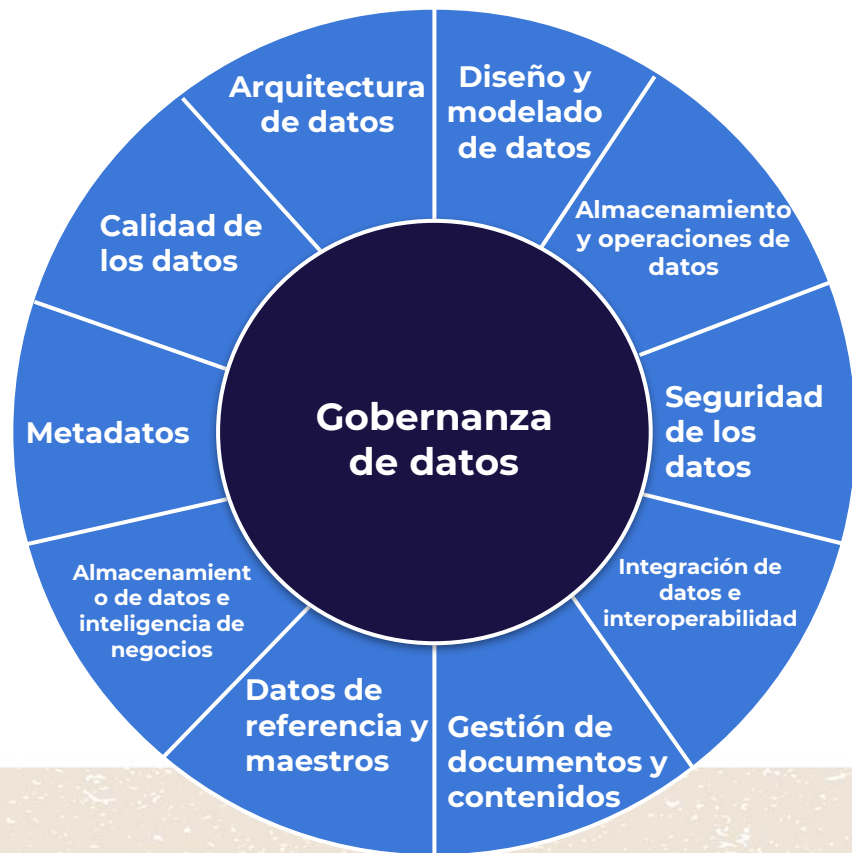 Arquitectura
de datos
Diseño y
modelado
de datos
Almacenamiento
y operaciones de
datos
Seguridad
de los
datos
Integración de
datos e
interoperabilidad
Gestión de
documentos y
contenidos
Datos de
referencia y
maestros
Almacenamient
o de datos e
inteligencia de
negocios
Metadatos
Calidad de
los datos
Gobernanza
de datos